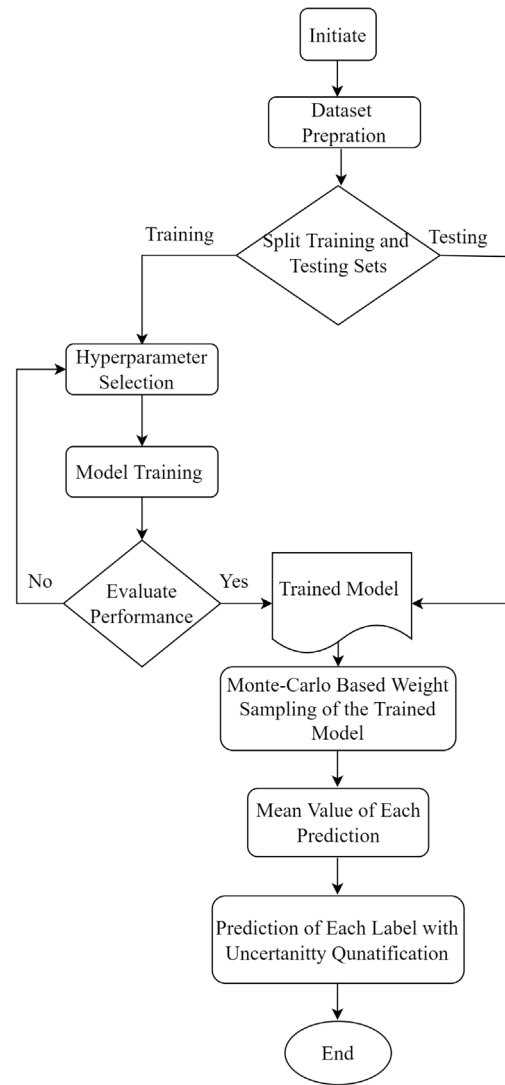 Initiate
Dataset
Prepration
Training
Split Training and
Testing Sets
Testing
Hyperparameter
Selection
Model Training
No
Evaluate
Performance
Yes
Trained Model
Monte-Carlo Based Weight
Sampling of the Trained
Model
Mean Value of Each
Prediction
Prediction of Each Label with
Uncertanitty Qunatification
End